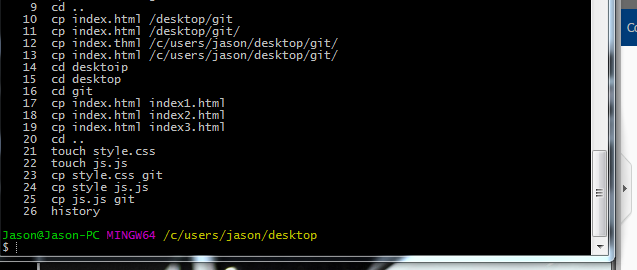 9 cd ..
10 cp index.html /desktop/git
11 cp index.html /desktop/git/
12 cp index.thml /c/users/jason/desktop/git/
13 cp index.html /c/users/jason/desktop/git/
14 cd desktoip
15 cd desktop
16 cd git
17 cp index.html index1.html
18 cp index.html index2.html
19 cp index.html index3.html
20 cd ..
21 touch style.css
22 touch js.js
23 cp style.css git
24 cp style js.js
25 cp js.js git
26 history
Jason@Jason-PC MINGW64 /c/users/jason/desktop
$
Co